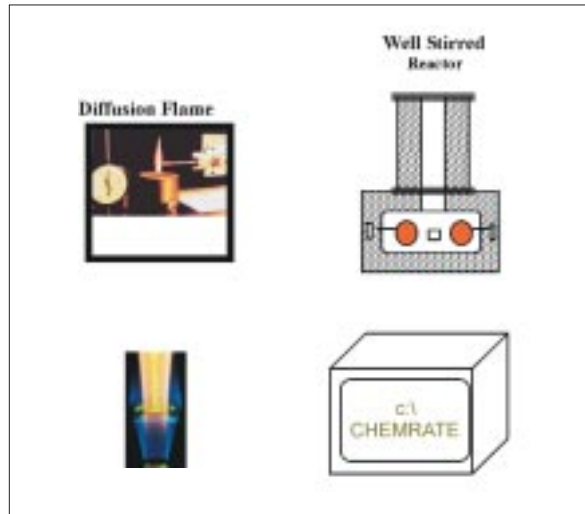 Well Stirred
Reactor
Diffusion Flame
c:\
CHEMRATE